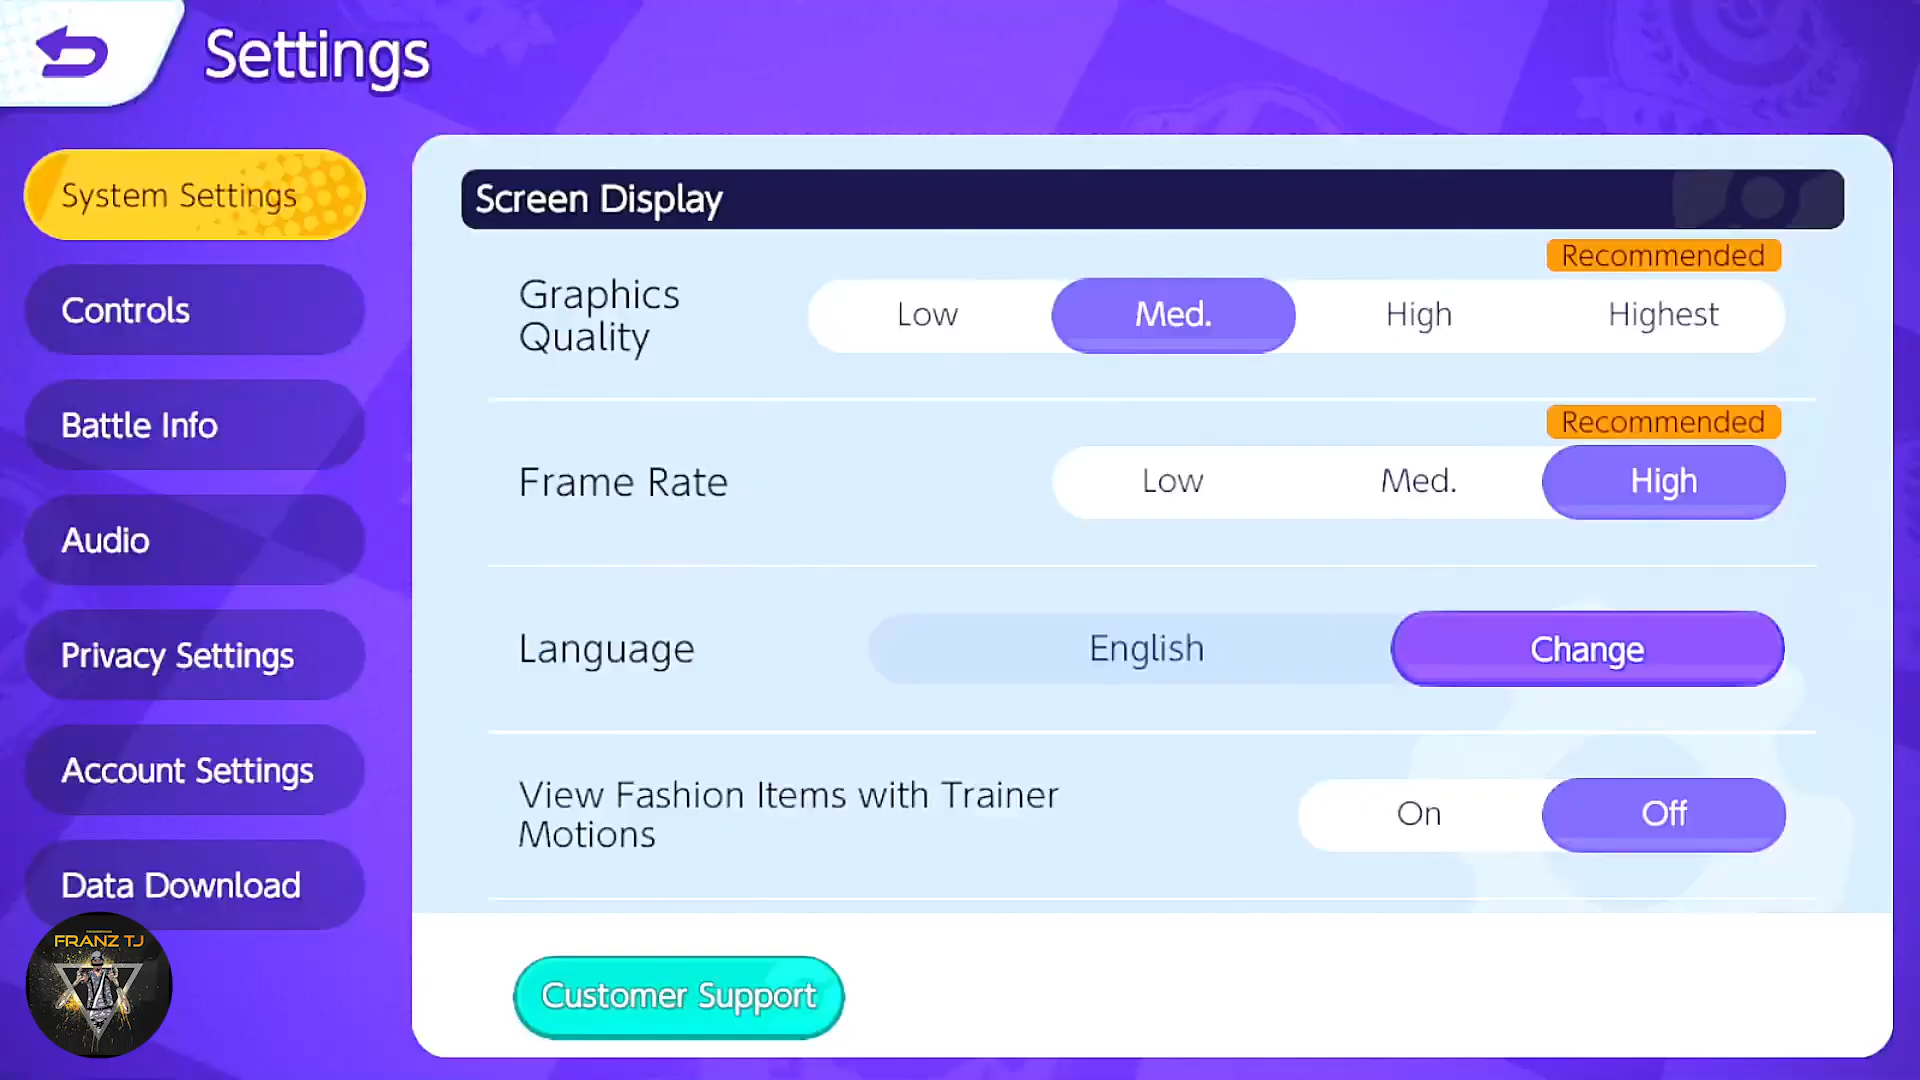 Settings
System Settings
Controls
Battle Info
Audio
Privacy Settings
Account Settings
Data Download
FRANZ TJ
Screen Display
Recommended
Graphics
Quality
Low
Med.
High
Highest
Recommended
Frame Rate
Low
Med.
High
Language
English
Change
View Fashion Items with Trainer
Motions
On
Off
Customer Support